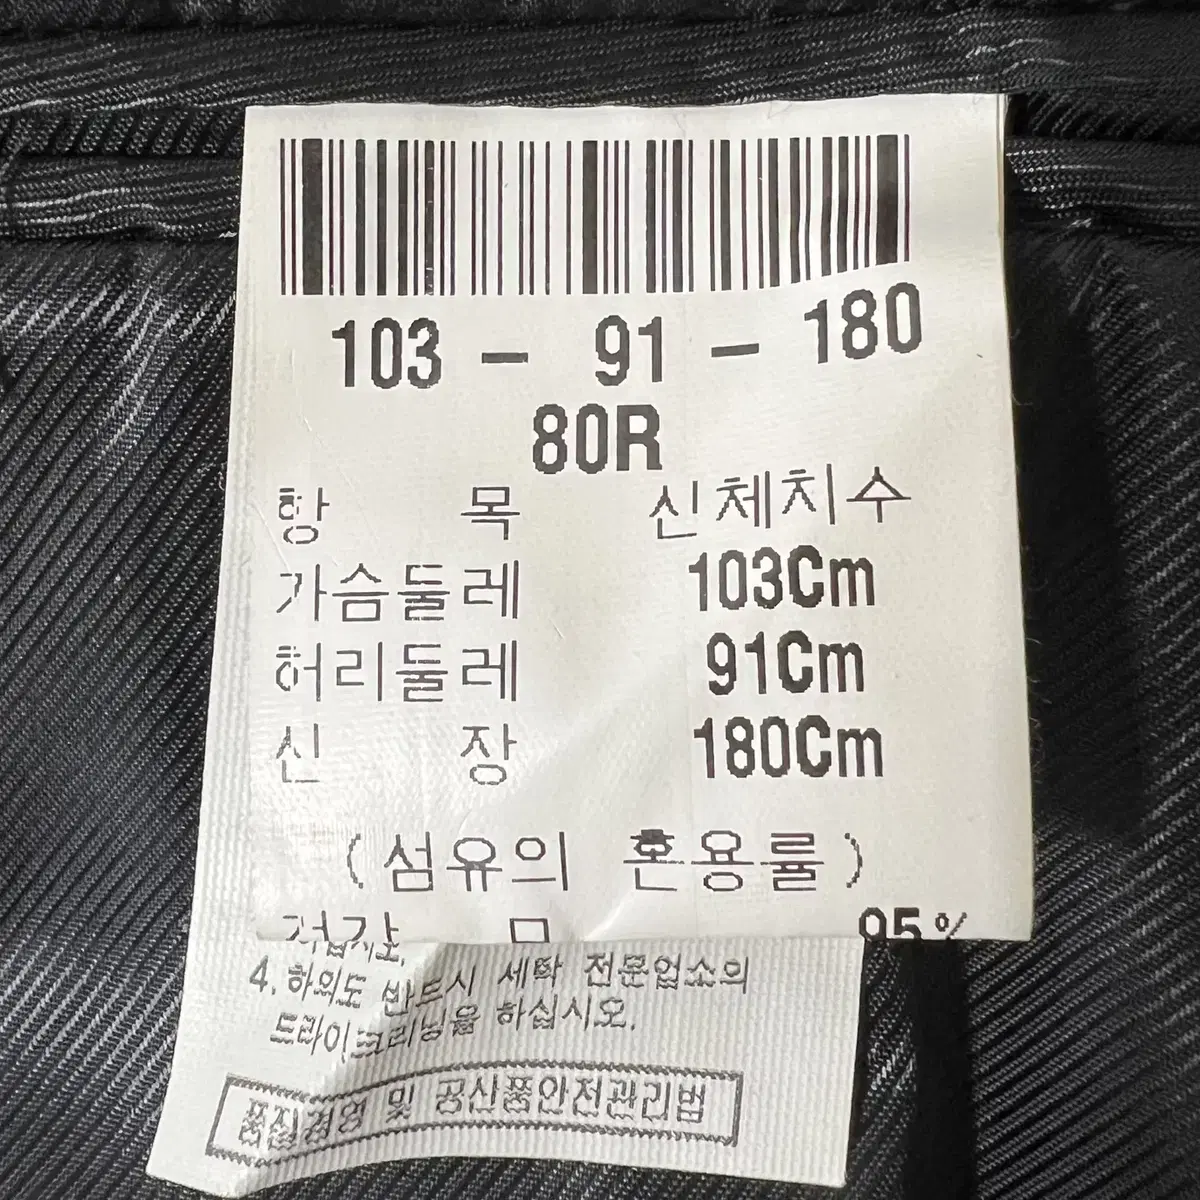 103 - 91 - 180
80R
항 목 신체치수
가슴둘레 103Cm
허리둘레 91Cm
신 장 180Cm
(섬유의 혼용률)
95%
4. 하의도 반드시 세탁 전문업소의
드라이크리닝을 하십시오.
품질경영 및 공산품안전관리법